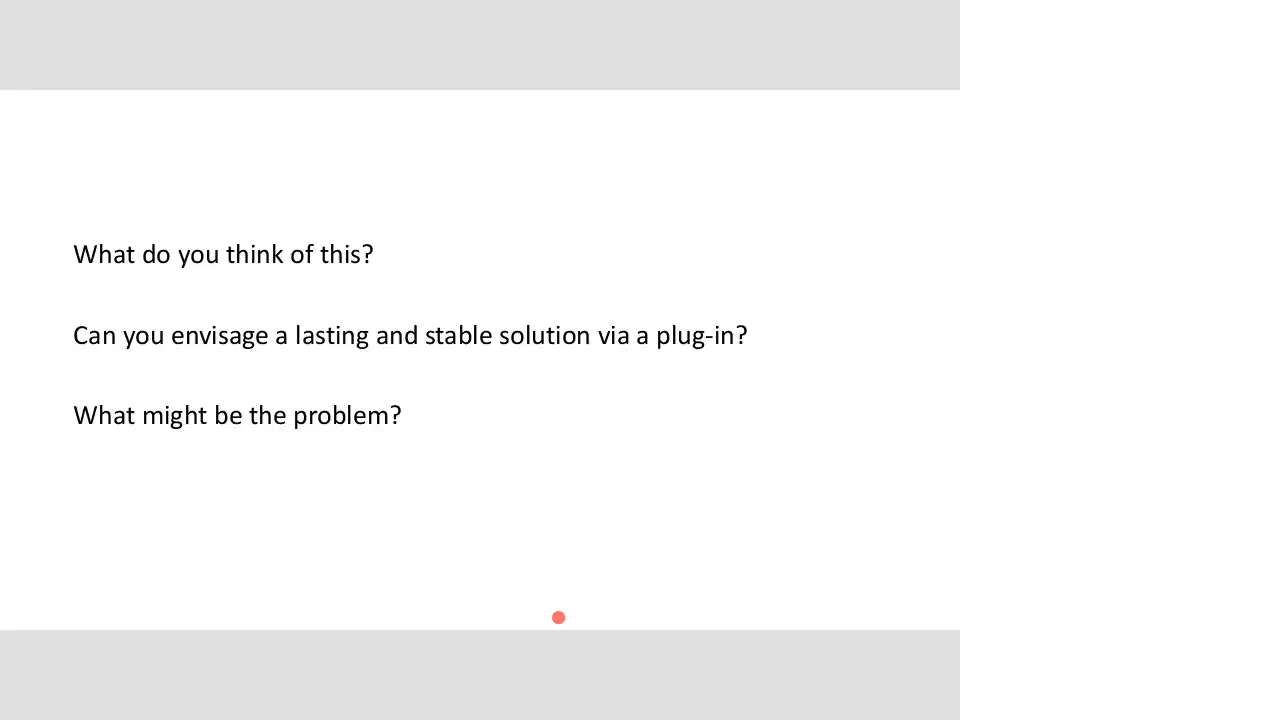 What do you think of this?
Can you envisage a lasting and stable solution via a plug-in?
What might be the problem?